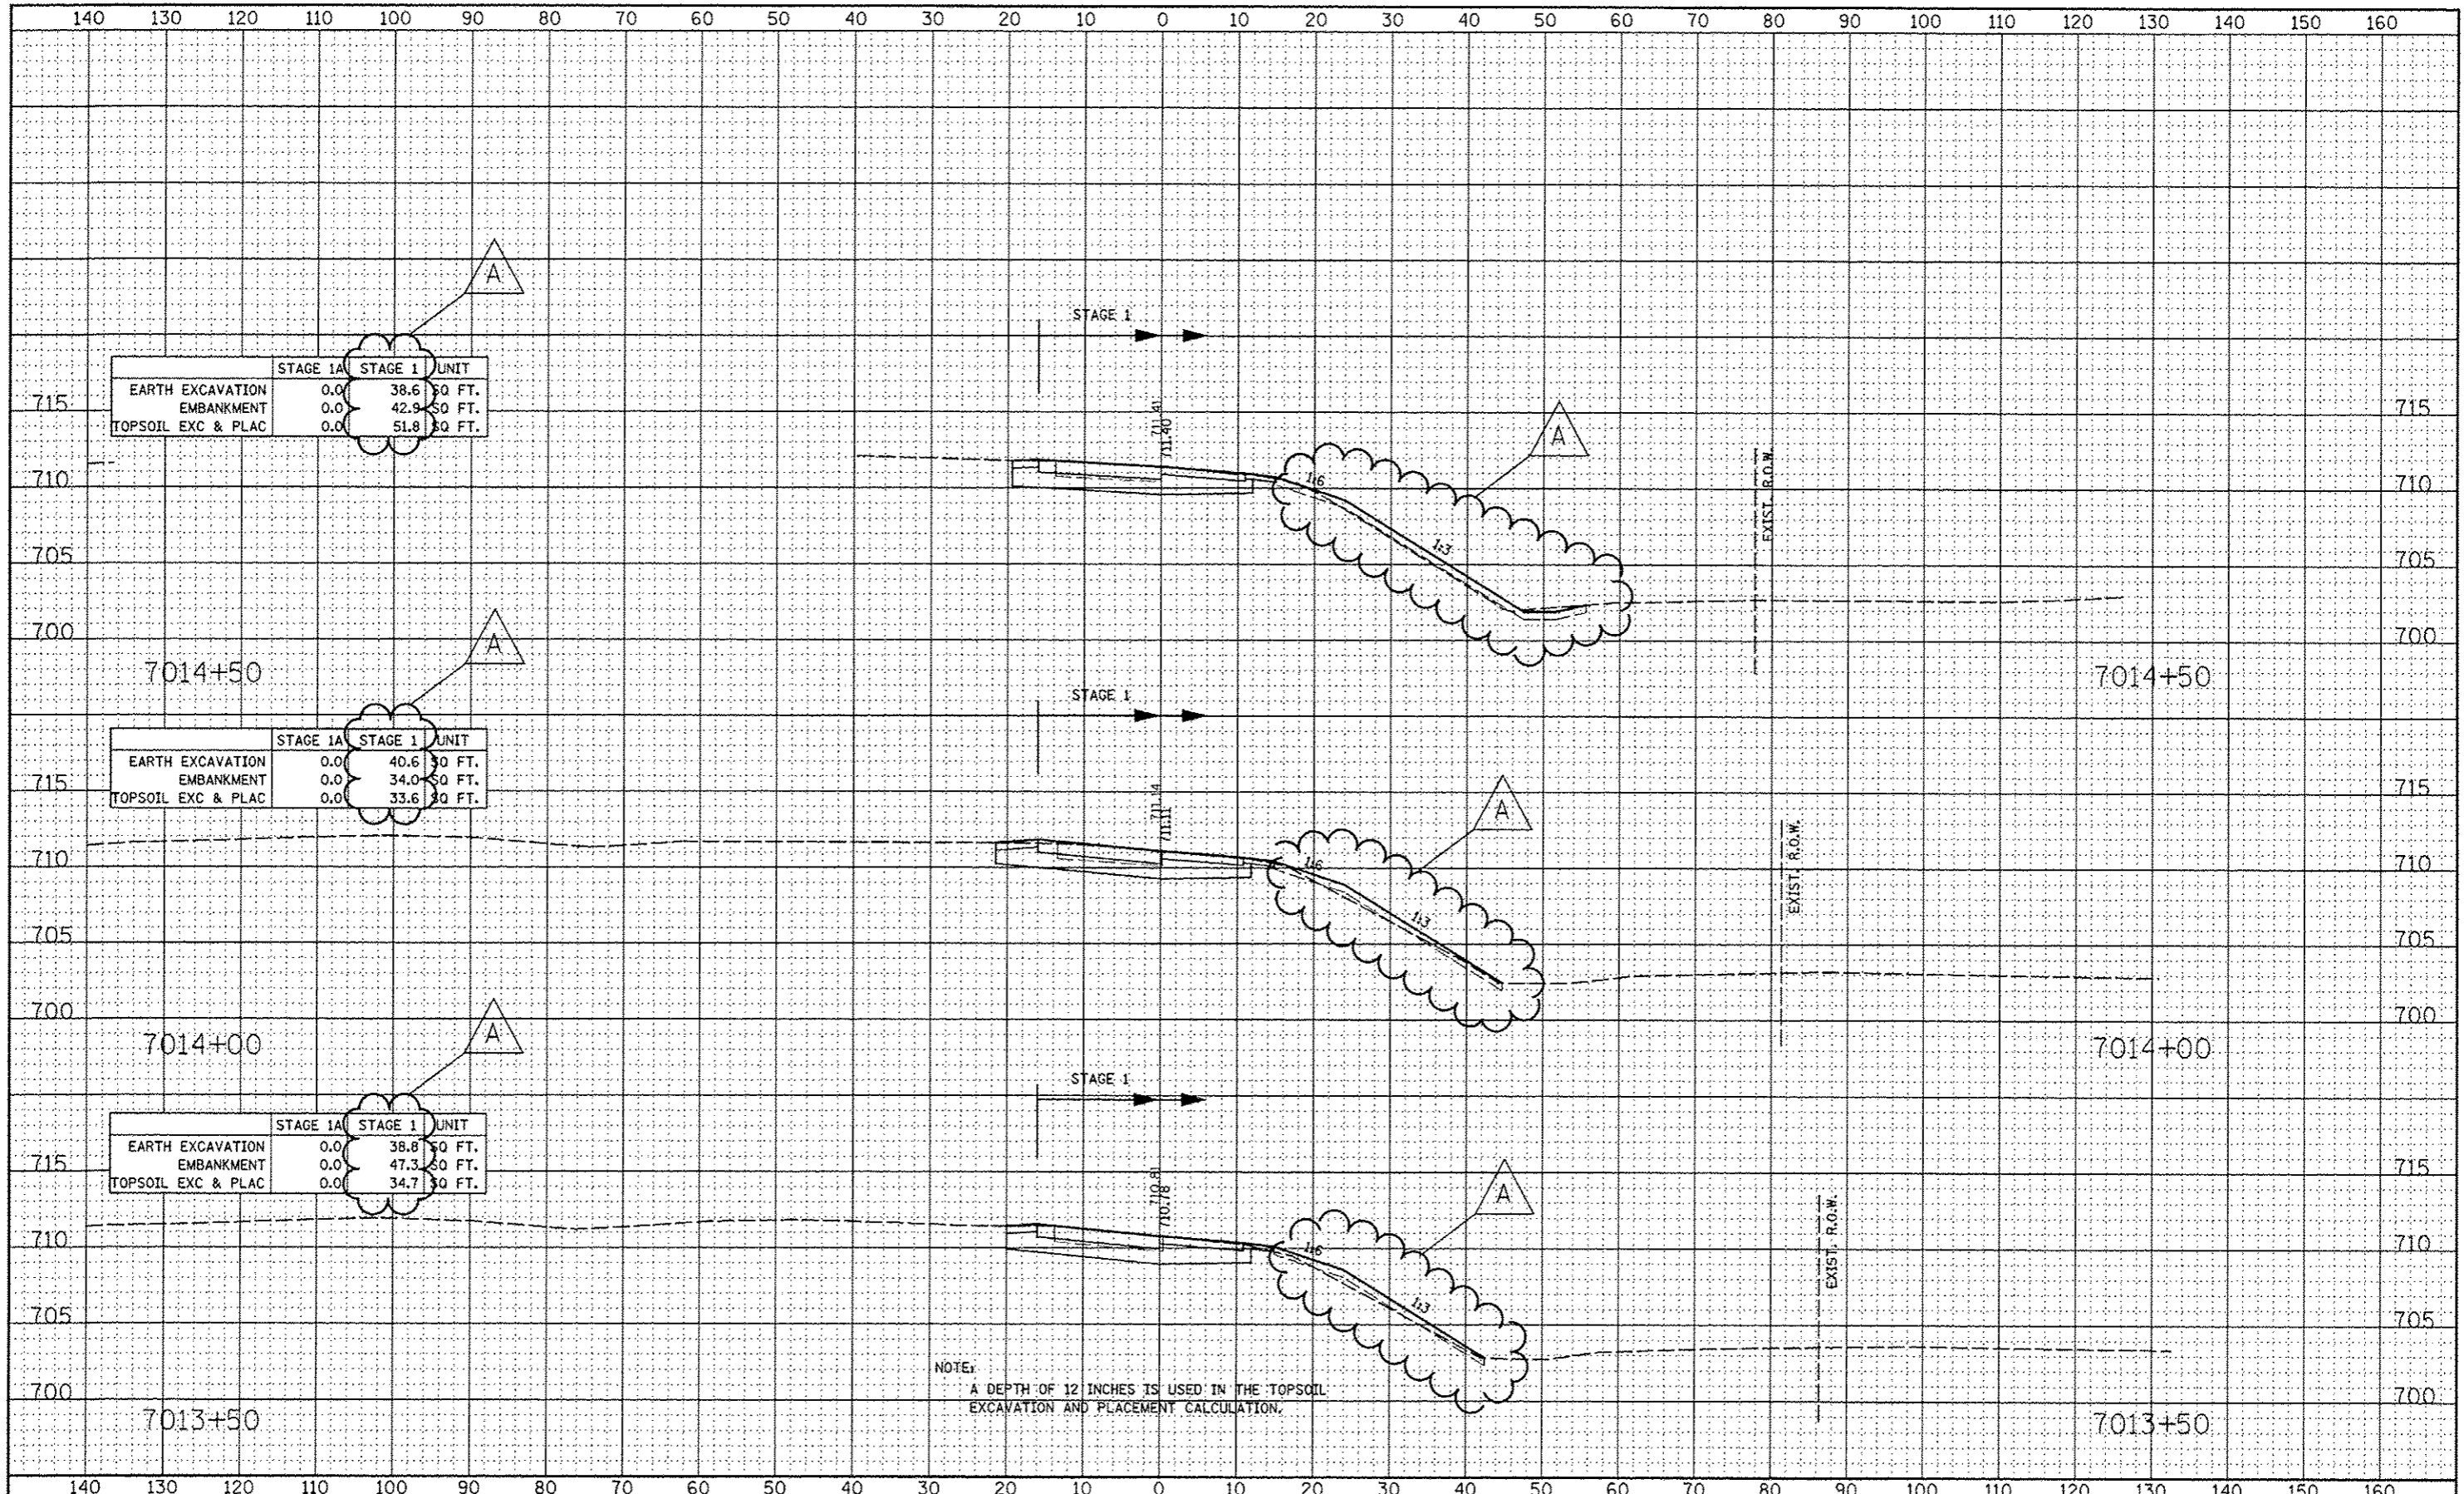 140 130 120 110 100 90 80 70 60 50 40 30 20 10 0 10 20 30 40 50 60 70 80 90 100 110 120 130 140 150 160
A
STAGE 1
STAGE 1A STAGE 1 UNIT
EARTH EXCAVATION 0.0 38.6 SQ FT.
EMBANKMENT 0.0 42.9 SQ FT.
TOPSOIL EXC & PLAC 0.0 51.8 SQ FT.
715 715
711.41
711.40
A
710 710
1:6
EXIST. R.O.W.
705 705
1:3
700 700
7014+50 7014+50
A
STAGE 1
STAGE 1A STAGE 1 UNIT
EARTH EXCAVATION 0.0 40.6 SQ FT.
EMBANKMENT 0.0 34.0 SQ FT.
TOPSOIL EXC & PLAC 0.0 33.6 SQ FT.
715 715
711.14
711.11
A
710 710
1:6
EXIST. R.O.W.
1:3
705 705
700 700
7014+00 7014+00
A
STAGE 1
STAGE 1A STAGE 1 UNIT
EARTH EXCAVATION 0.0 38.8 SQ FT.
EMBANKMENT 0.0 47.3 SQ FT.
TOPSOIL EXC & PLAC 0.0 34.7 SQ FT.
715 715
710.81
710.78
A
710 710
1:6
EXIST. R.O.W.
1:3
705 705
NOTE:
A DEPTH OF 12 INCHES IS USED IN THE TOPSOIL
EXCAVATION AND PLACEMENT CALCULATION.
700 700
7013+50 7013+50
140 130 120 110 100 90 80 70 60 50 40 30 20 10 0 10 20 30 40 50 60 70 80 90 100 110 120 130 140 150 160